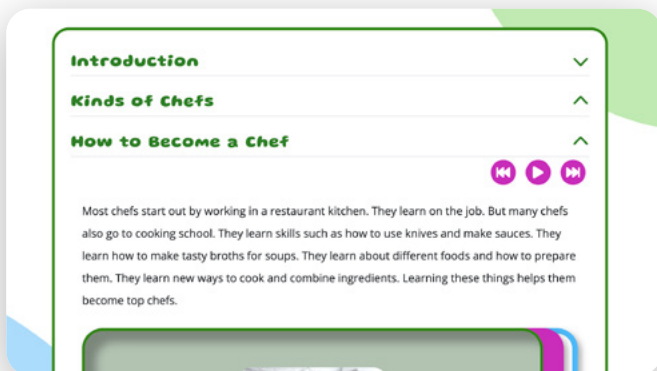 Introduction
Kinds of Chefs
How to Become a Chef
Most chefs start out by working in a restaurant kitchen. They learn on the job. But many chefs
also go to cooking school. They learn skills such as how to use knives and make sauces. They
learn how to make tasty broths for soups. They learn about different foods and how to prepare
them. They learn new ways to cook and combine ingredients. Learning these things helps them
become top chefs.